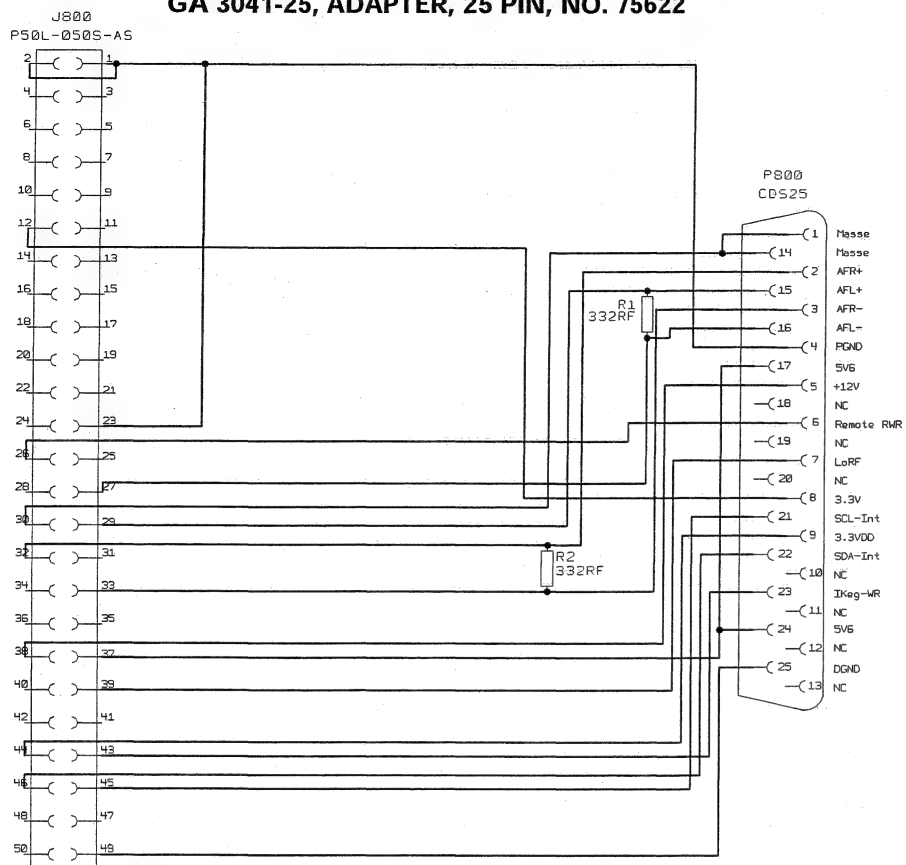 GA 3041-25, ADAPTER, 25 PIN, NO. 75622
J800
P50L-050S-AS
2 1
4 3
6 5
8 7
10 9
12 11
14 13
16 15
18 17
20 19
22 21
24 23
26 25
28 27
30 29
32 31
34 33
36 35
38 37
40 39
42 41
44 43
46 45
48 47
50 49
R1
332RF
R2
332RF
P800
CDS25
1 Masse
14 Masse
2 AFR+
15 AFL+
3 AFR-
16 AFL-
4 PGND
17 5V6
5 +12V
18 NC
6 Remote RWR
19 NC
7 LoRF
20 NC
8 3.3V
21 SCL-Int
9 3.3VDD
22 SDA-Int
10 NC
23 IKeg-WR
11 NC
24 5V6
12 NC
25 DGND
13 NC